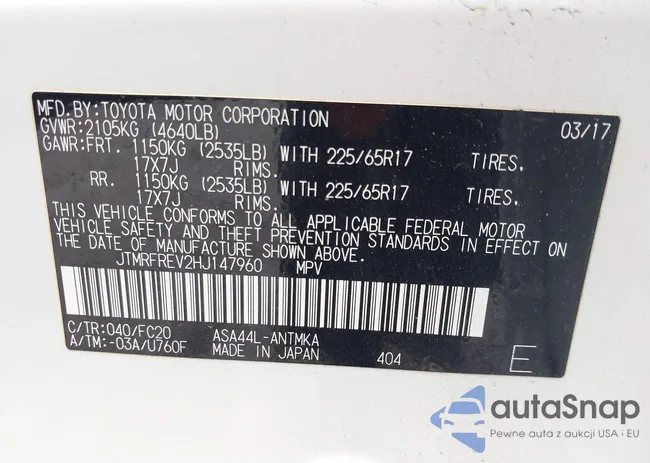 MFD.BY:TOYOTA MOTOR CORPORATION 03/17
GVWR:2105KG (4640LB)
GAWR:FRT. 1150KG (2535LB) WITH 225/65R17 TIRES,
17X7J RIMS.
RR. 1150KG (2535LB) WITH 225/65R17 TIRES,
17X7J RIMS.
THIS VEHICLE CONFORMS TO ALL APPLICABLE FEDERAL MOTOR
VEHICLE SAFETY AND THEFT PREVENTION STANDARDS IN EFFECT ON
THE DATE OF MANUFACTURE SHOWN ABOVE.
JTMRFREV2HJ147960 MPV
C/TR:040/FC20 ASA44L-ANTMKA
A/TM:-03A/U760F MADE IN JAPAN 404 E
autaSnap
Pewne auta z aukcji USA i EU